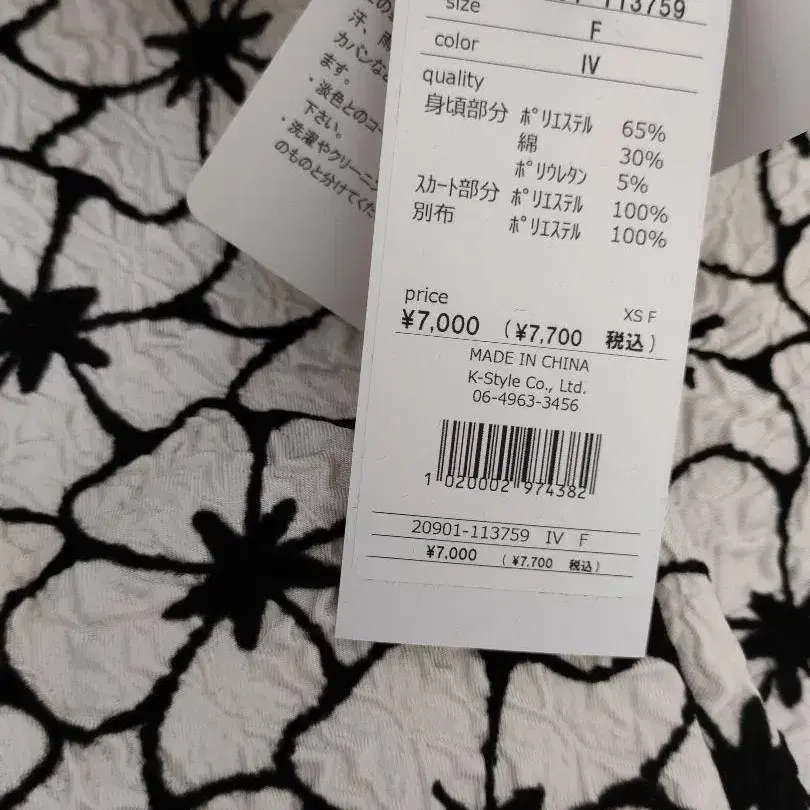 汗、雨
カバンなど
ます。
・淡色とのコー
下さい。
・洗濯やクリーニン
のものと分けてくだ
113759
size F
color IV
quality
身頃部分 ポリエステル 65%
綿 30%
ポリウレタン 5%
スカート部分 ポリエステル 100%
別布 ポリエステル 100%
price XS F
¥7,000 (¥7,700 税込)
MADE IN CHINA
K-Style Co., Ltd.
06-4963-3456
1 020002 974382
20901-113759 IV F
¥7,000 (¥7,700 税込)